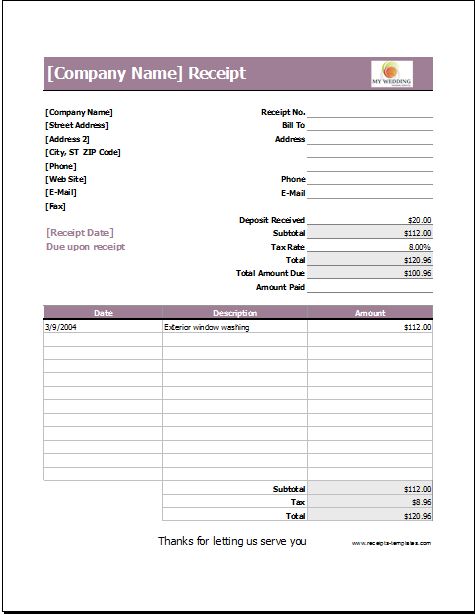 [Company Name] Receipt
MY WEDDING
[Company Name]
[Street Address]
[Address 2]
[City, ST ZIP Code]
[Phone]
[Web Site]
[E-Mail]
[Fax]
Receipt No.
Bill To
Address
Phone
E-Mail
[Receipt Date]
Due upon receipt
Deposit Received $20.00
Subtotal $112.00
Tax Rate 8.00%
Total $120.96
Total Amount Due $100.96
Amount Paid
Date Description Amount
3/9/2004 Exterior window washing $112.00
Subtotal $112.00
Tax $8.96
Total $120.96
Thanks for letting us serve you
www.receipts-templates.com